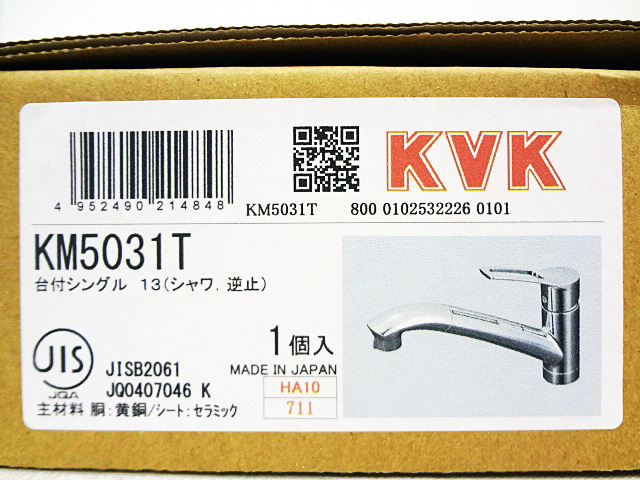 4 952490 214848
KM5031T
800 0102532226 0101
KVK
KM5031T
台付シングル 13(シャワ. 逆止)
JIS
JQA
JISB2061
JQ0407046 K
1個入
MADE IN JAPAN
HA10
711
主材料 胴:黄銅/シート:セラミック